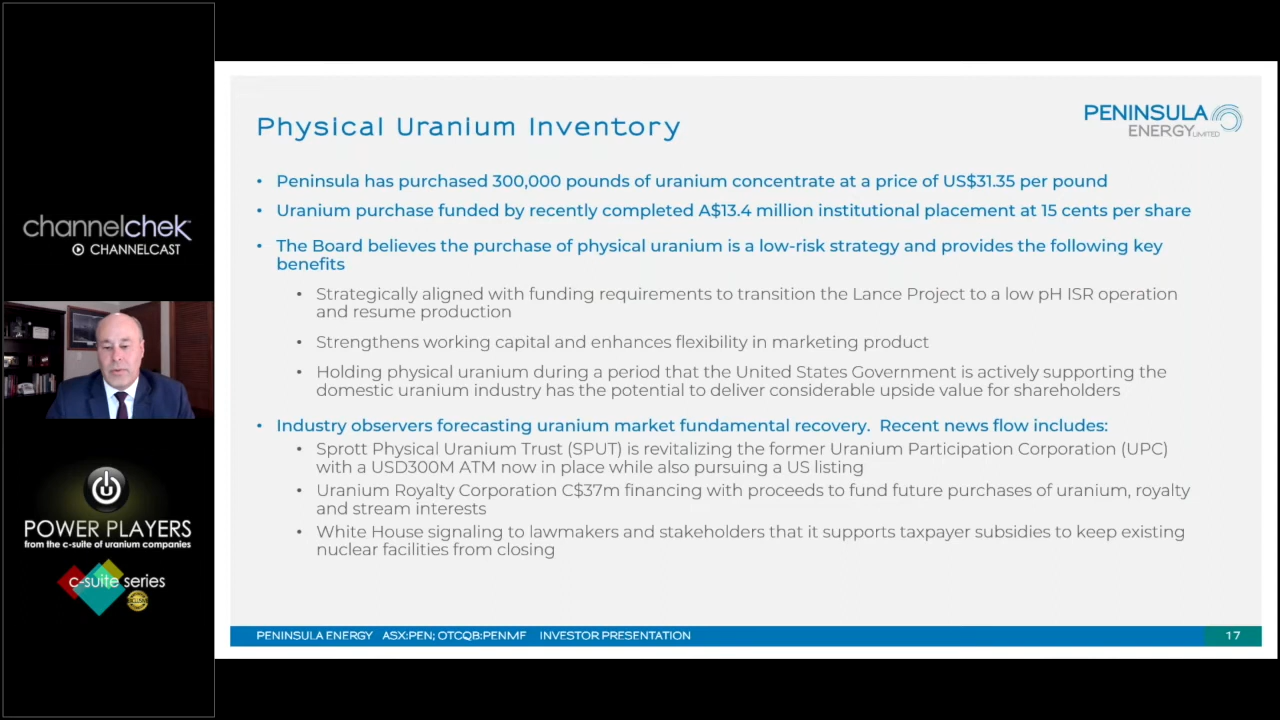 Physical Uranium Inventory
PENINSULA
ENERGY LIMITED
• Peninsula has purchased 300,000 pounds of uranium concentrate at a price of US$31.35 per pound
• Uranium purchase funded by recently completed A$13.4 million institutional placement at 15 cents per share
• The Board believes the purchase of physical uranium is a low-risk strategy and provides the following key
benefits
• Strategically aligned with funding requirements to transition the Lance Project to a low pH ISR operation
and resume production
• Strengthens working capital and enhances flexibility in marketing product
• Holding physical uranium during a period that the United States Government is actively supporting the
domestic uranium industry has the potential to deliver considerable upside value for shareholders
• Industry observers forecasting uranium market fundamental recovery. Recent news flow includes:
• Sprott Physical Uranium Trust (SPUT) is revitalizing the former Uranium Participation Corporation (UPC)
with a USD300M ATM now in place while also pursuing a US listing
• Uranium Royalty Corporation C$37m financing with proceeds to fund future purchases of uranium, royalty
and stream interests
• White House signaling to lawmakers and stakeholders that it supports taxpayer subsidies to keep existing
nuclear facilities from closing
PENINSULA ENERGY ASX:PEN; OTCQB:PENMF INVESTOR PRESENTATION
17
channelchek
CHANNELCAST
POWER PLAYERS
from the c-suite of uranium companies
c-suite series